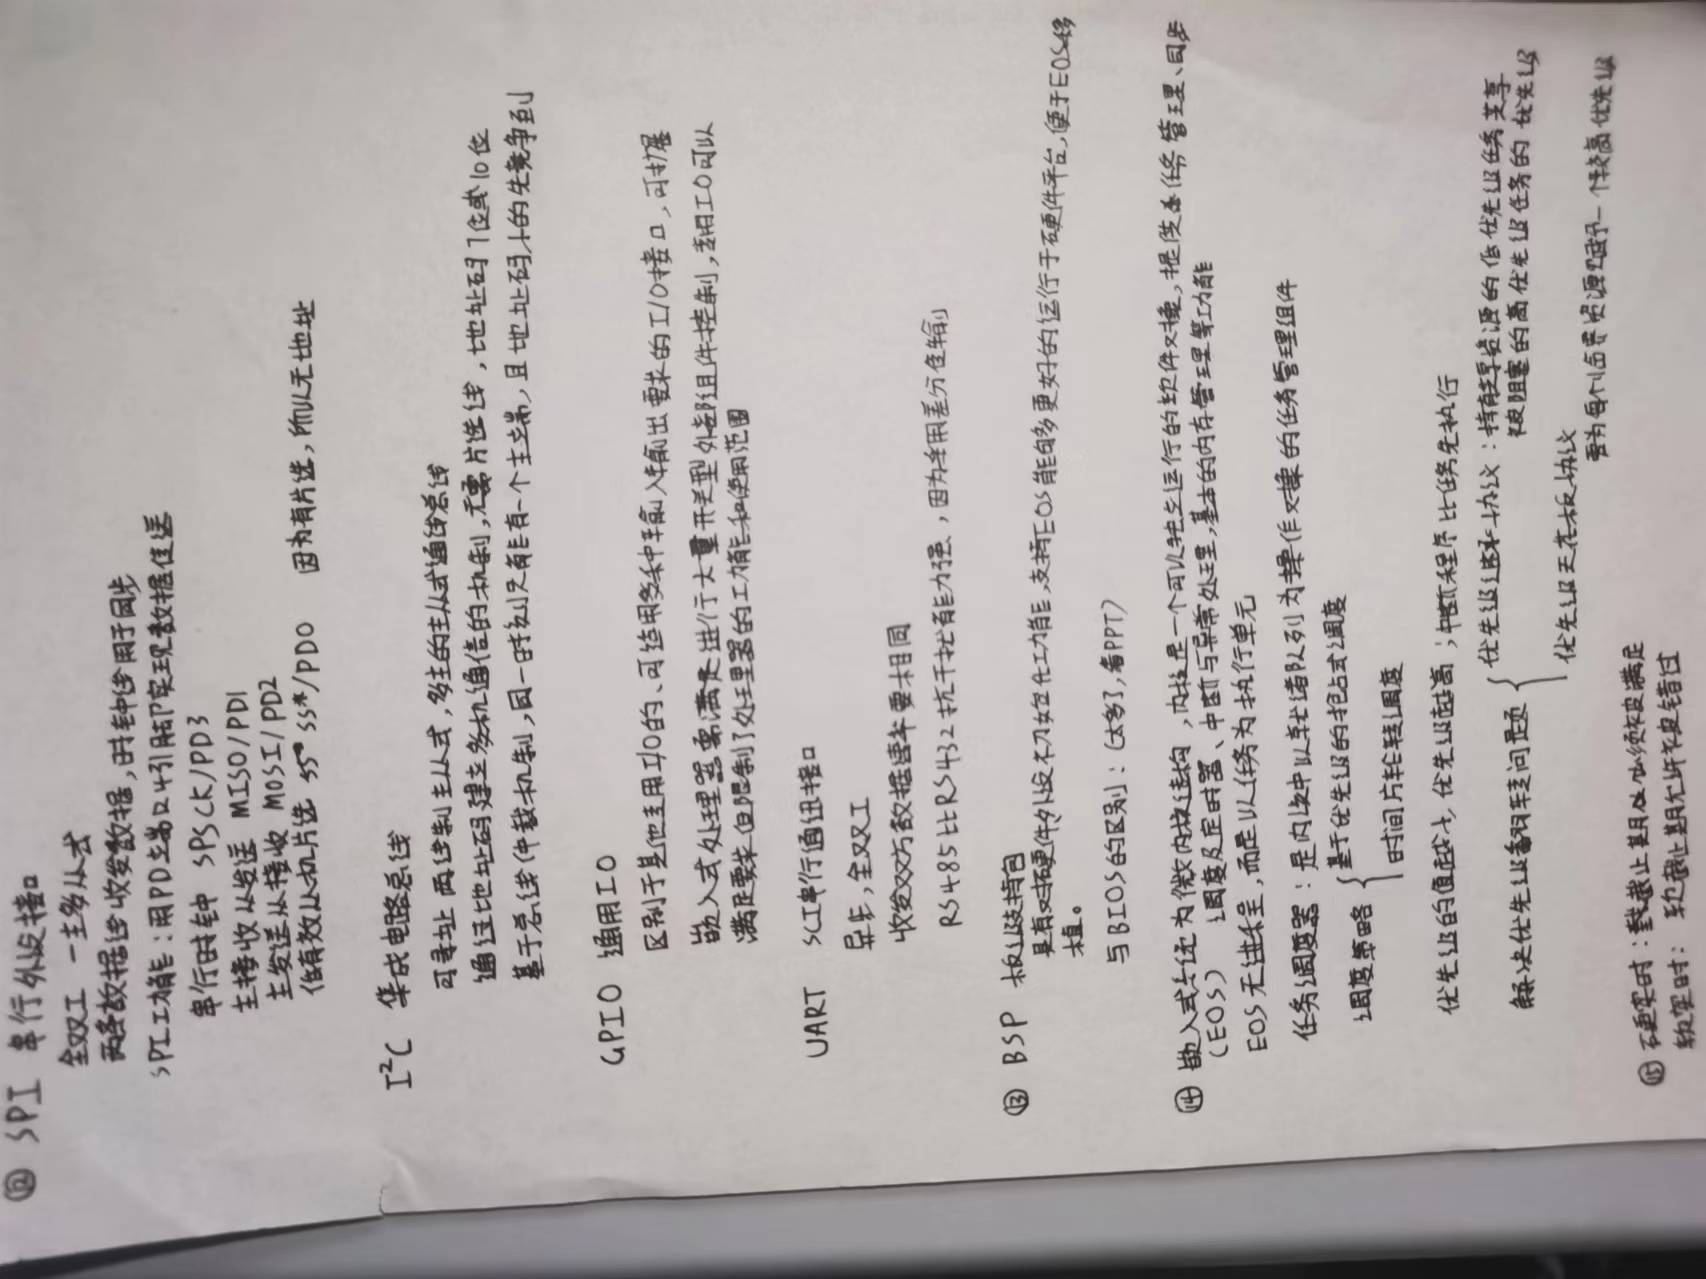 ⑫ SPI 串行外设接口
全双工 一主多从式
两条数据线收发数据,时钟线用于同步
SPI功能:用PD端口4引脚实现数据传送
串行时钟 SPSCK/PD3
主接收从发送 MISO/PD1
主发送从接收 MOSI/PD2
低有效从机片选 SS*/PD0 因为有片选,所以无地址
I²C 集成电路总线
可寻址 两线制主从式,多主的主从式通信总线
通过地址码建立多机通信的机制,无需片选线,地址码7位或10位
基于总线仲裁机制,同一时刻只能有一个主端,且地址码小的先竞争到
GPIO 通用IO
区别于其他专用I/O的、可适用多种输入输出要求的I/O接口,可扩展
嵌入式处理器需满足进行大量开关型外部组件控制,专用IO可以
满足要求但限制了处理器的功能和使用范围
UART SCI串行通讯接口
异步,全双工
收发双方数据速率要相同
RS485比RS432抗干扰能力强,因为采用差分传输
⑬ BSP 板级支持包
具有对硬件外设初始化功能,支持EOS能够更好的运行于硬件平台,便于EOS移
植。
与BIOS的区别:(太多了,看PPT)
⑭ 嵌入式系统为微内核结构,内核是一个可以独立运行的软件对象,提供多任务管理、同步
(EOS) 调度及定时器、中断与异常处理,基本的内存管理等功能
EOS无进程,而是以任务为执行单元
任务调度器:是内核中以就绪队列为操作对象的任务管理组件
调度策略 { 基于优先级的抢占式调度
时间片轮转调度
优先级的值越小,优先级越高;中断程序比任务先执行
解决优先级翻转问题 { 优先级继承协议:持有共享资源的低优先级任务共享
被阻塞的高优先级任务的优先级
优先级天花板协议
要为每个临界资源赋予一个较高优先级
⑮ 硬实时:截止期必须被满足
软实时:软截止期允许被错过